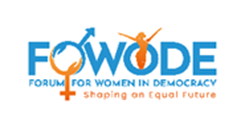 FOWODE
FORUM FOR WOMEN IN DEMOCRACY
Shaping an Equal Future